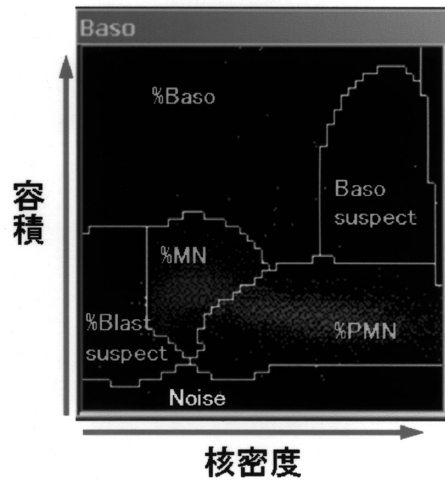 Baso
%Baso
Baso
suspect
容積
%MN
%Blast
suspect
%PMN
Noise
核密度